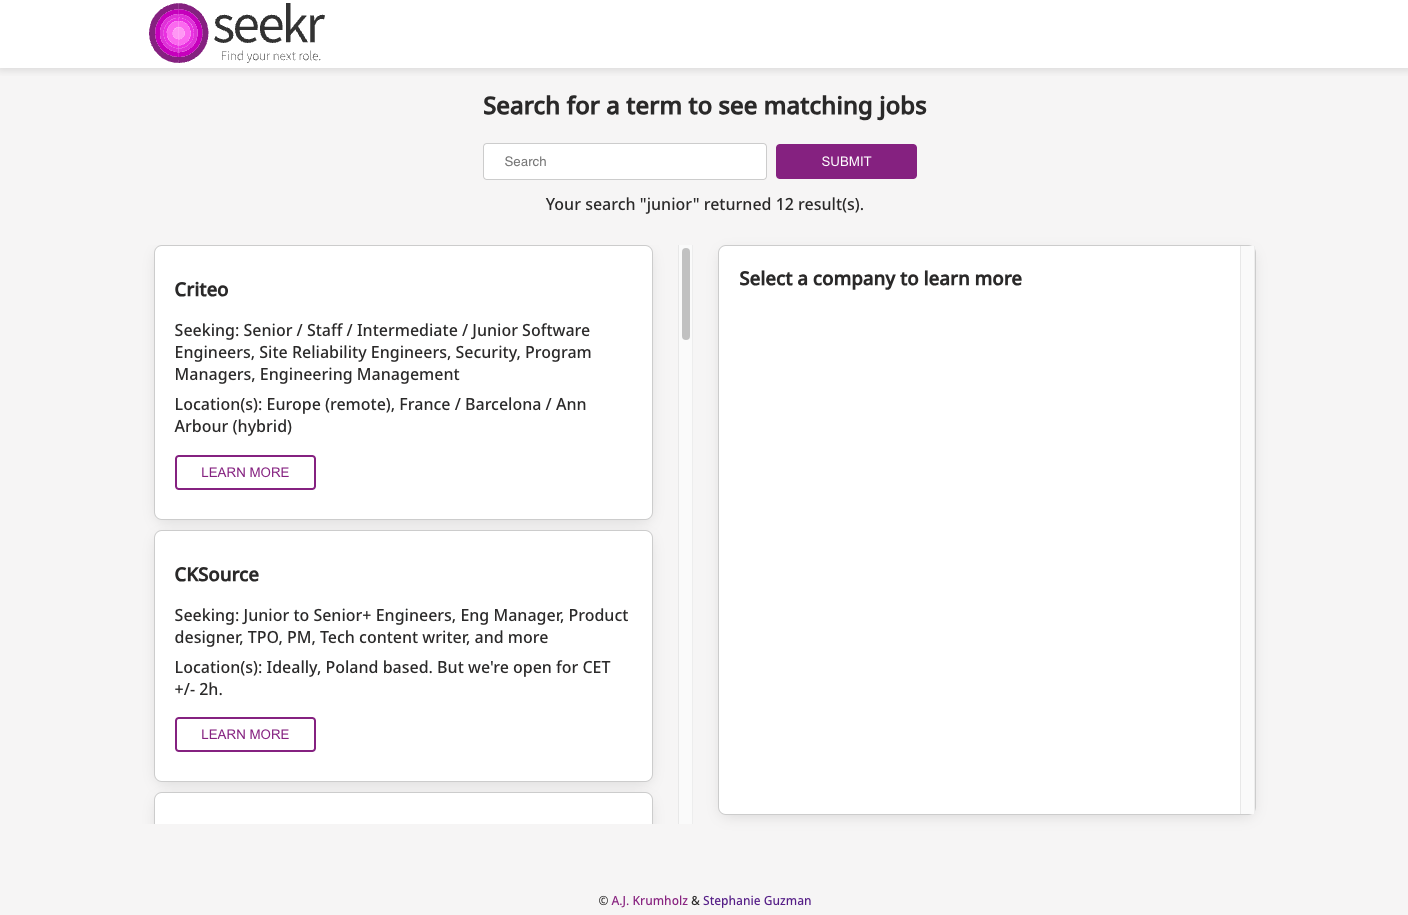 seekr
Find your next role.
Search for a term to see matching jobs
Search
SUBMIT
Your search "junior" returned 12 result(s).
Criteo
Seeking: Senior / Staff / Intermediate / Junior Software
Engineers, Site Reliability Engineers, Security, Program
Managers, Engineering Management
Location(s): Europe (remote), France / Barcelona / Ann
Arbour (hybrid)
LEARN MORE
CKSource
Seeking: Junior to Senior+ Engineers, Eng Manager, Product
designer, TPO, PM, Tech content writer, and more
Location(s): Ideally, Poland based. But we're open for CET
+/- 2h.
LEARN MORE
Select a company to learn more
© A.J. Krumholz & Stephanie Guzman